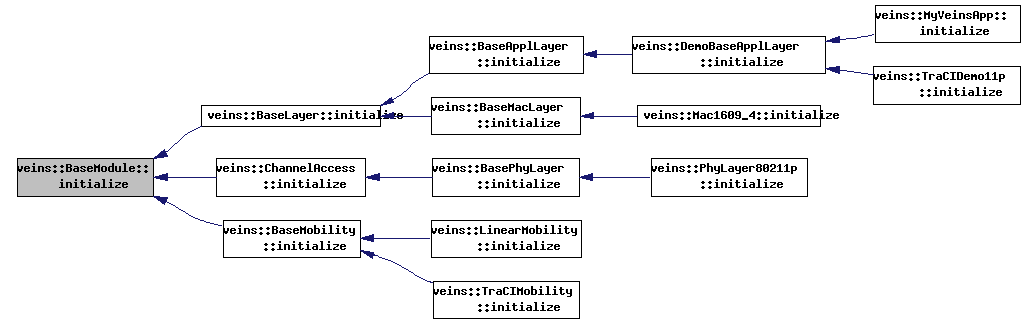 veins::MyVeinsApp::
initialize
veins::BaseApplLayer
::initialize
veins::DemoBaseApplLayer
::initialize
veins::TraCIDemo11p
::initialize
veins::BaseLayer::initialize
veins::BaseMacLayer
::initialize
veins::Mac1609_4::initialize
veins::BaseModule::
initialize
veins::ChannelAccess
::initialize
veins::BasePhyLayer
::initialize
veins::PhyLayer80211p
::initialize
veins::BaseMobility
::initialize
veins::LinearMobility
::initialize
veins::TraCIMobility
::initialize